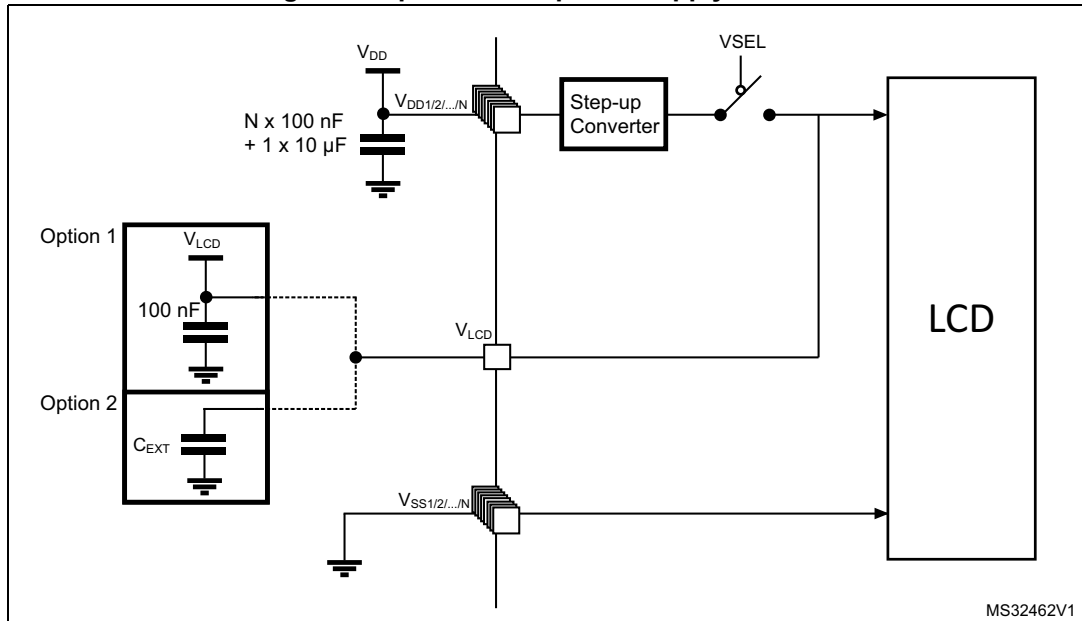 VDD
VSEL
VDD1/2/.../N
Step-up
Converter
N x 100 nF
+ 1 x 10 µF
Option 1
VLCD
100 nF
VLCD
LCD
Option 2
CEXT
VSS1/2/.../N
MS32462V1